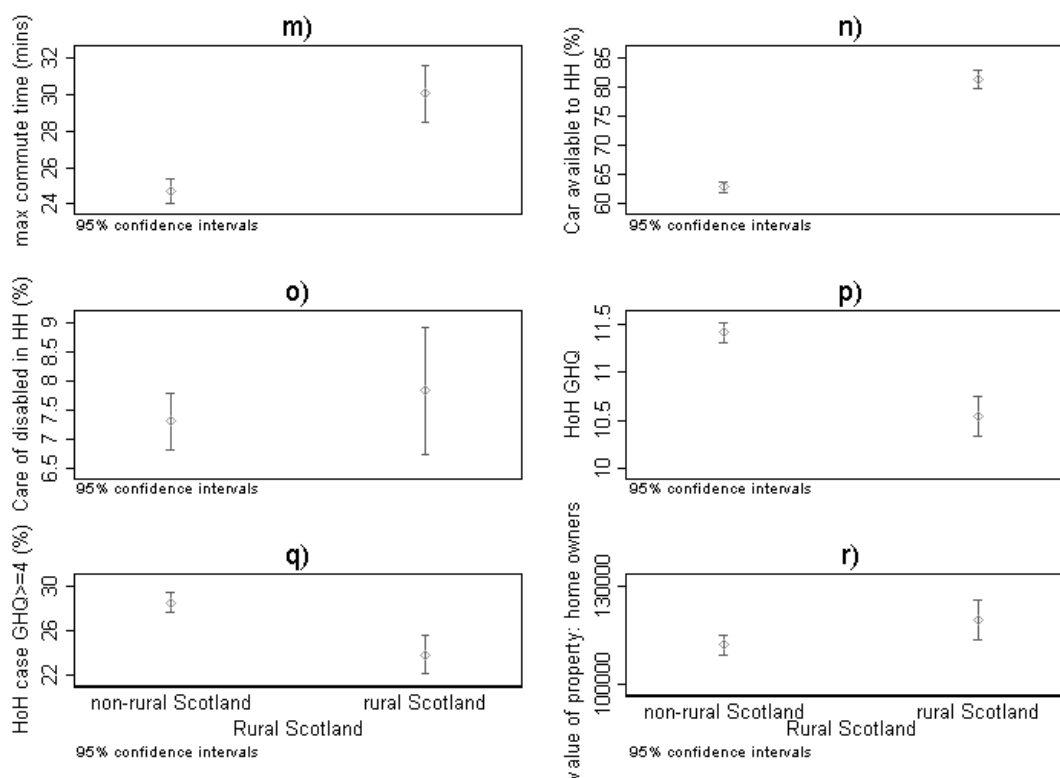 m)
max commute time (mins)
24 26 28 30 32
95% confidence intervals
n)
Car available to HH (%)
60 65 70 75 80 85
95% confidence intervals
o)
Care of disabled in HH (%)
6.5 7 7.5 8 8.5 9
95% confidence intervals
p)
HoH GHQ
10 10.5 11 11.5
95% confidence intervals
q)
HoH case GHQ>=4 (%)
22 26 30
non-rural Scotland rural Scotland
Rural Scotland
95% confidence intervals
r)
value of property: home owners
100000 130000
non-rural Scotland rural Scotland
Rural Scotland
95% confidence intervals